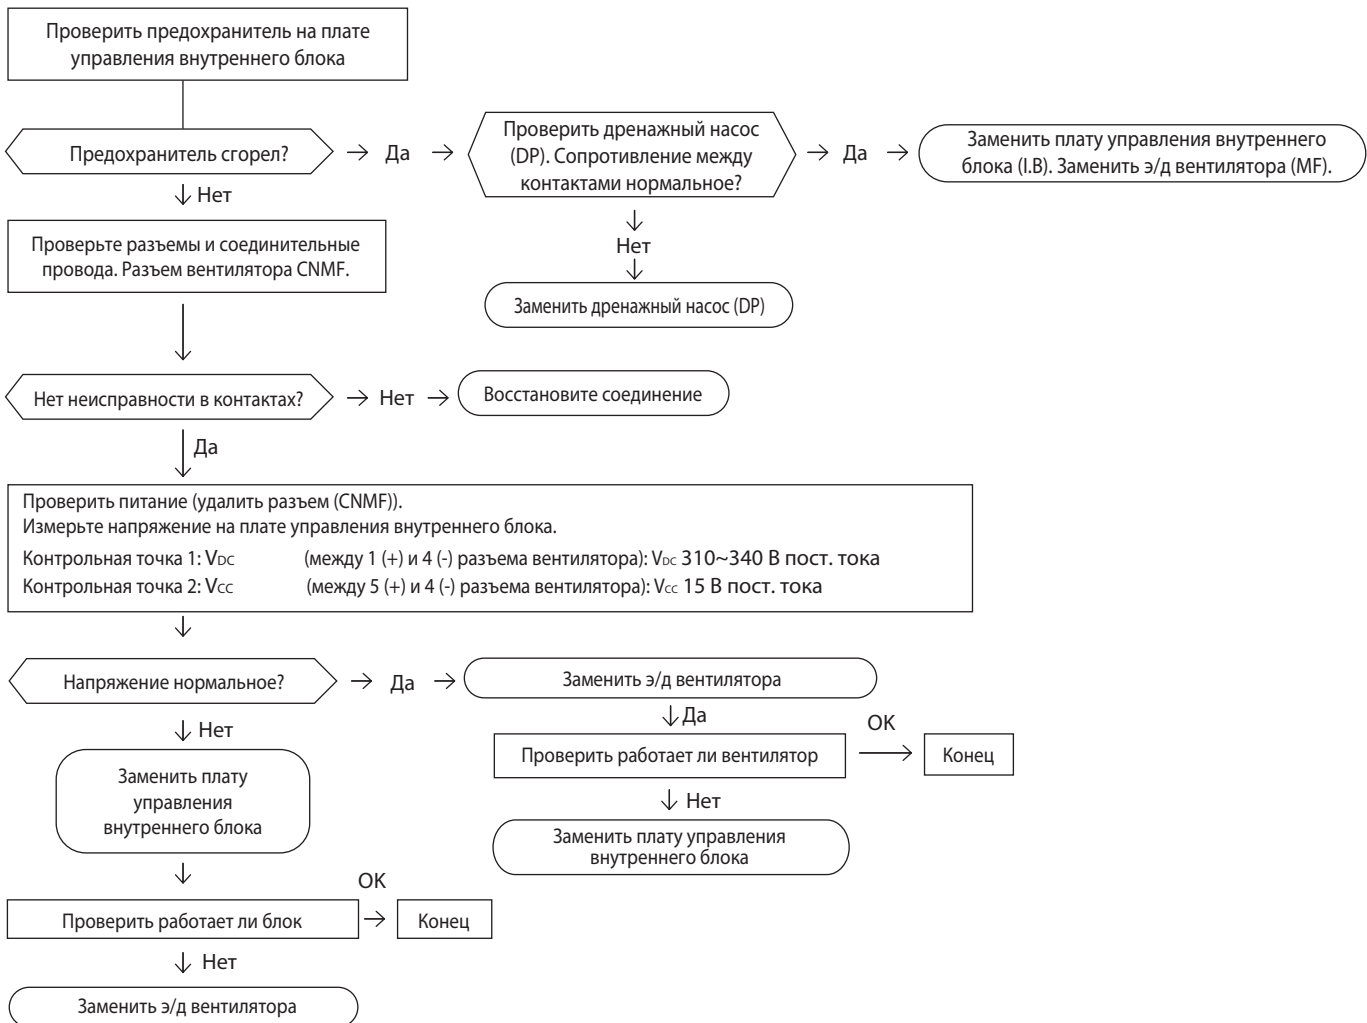 Проверить предохранитель на плате
управления внутреннего блока
Предохранитель сгорел?
Да
Проверить дренажный насос
(DP). Сопротивление между
контактами нормальное?
Да
Заменить плату управления внутреннего
блока (I.B). Заменить э/д вентилятора (MF).
Нет
Нет
Заменить дренажный насос (DP)
Проверьте разъемы и соединительные
провода. Разъем вентилятора CNMF.
Нет неисправности в контактах?
Нет
Восстановите соединение
Да
Проверить питание (удалить разъем (CNMF)).
Измерьте напряжение на плате управления внутреннего блока.
Контрольная точка 1: VDC (между 1 (+) и 4 (-) разъема вентилятора): VDC 310~340 В пост. тока
Контрольная точка 2: VCC (между 5 (+) и 4 (-) разъема вентилятора): VCC 15 В пост. тока
Напряжение нормальное?
Да
Заменить э/д вентилятора
Да
Проверить работает ли вентилятор
OK
Конец
Нет
Заменить плату управления
внутреннего блока
Нет
Заменить плату
управления
внутреннего блока
Проверить работает ли блок
OK
Конец
Нет
Заменить э/д вентилятора